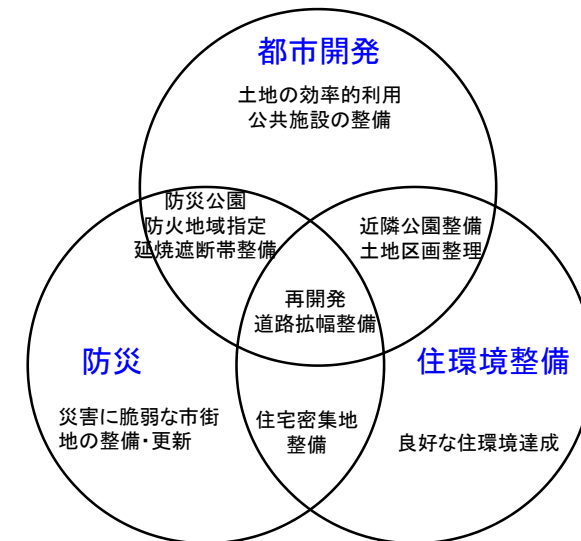 都市開発
土地の効率的利用
公共施設の整備
防災公園
防火地域指定
延焼遮断帯整備
近隣公園整備
土地区画整理
再開発
道路拡幅整備
防災
住環境整備
災害に脆弱な市街
地の整備・更新
住宅密集地
整備
良好な住環境達成